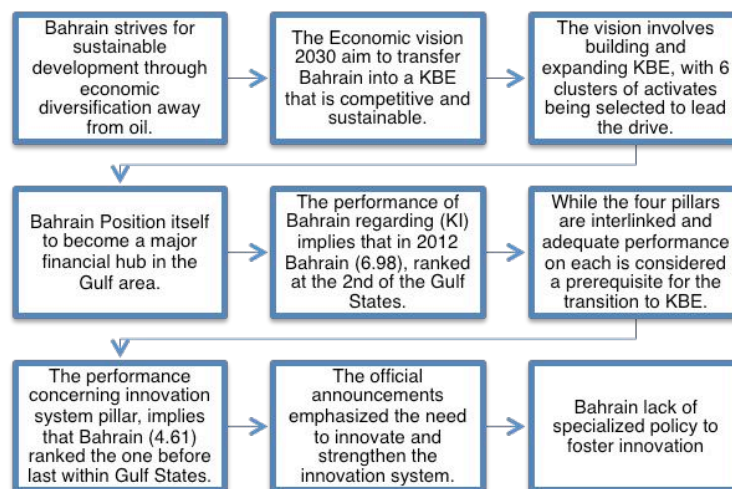 Bahrain strives for
sustainable
development through
economic
diversification away
from oil.
The Economic vision
2030 aim to transfer
Bahrain into a KBE
that is competitive and
sustainable.
The vision involves
building and
expanding KBE, with 6
clusters of activates
being selected to lead
the drive.
Bahrain Position itself
to become a major
financial hub in the
Gulf area.
The performance of
Bahrain regarding (KI)
implies that in 2012
Bahrain (6.98), ranked
at the 2nd of the Gulf
States.
While the four pillars
are interlinked and
adequate performance
on each is considered
a prerequisite for the
transition to KBE.
The performance
concerning innovation
system pillar, implies
that Bahrain (4.61)
ranked the one before
last within Gulf States.
The official
announcements
emphasized the need
to innovate and
strengthen the
innovation system.
Bahrain lack of
specialized policy to
foster innovation